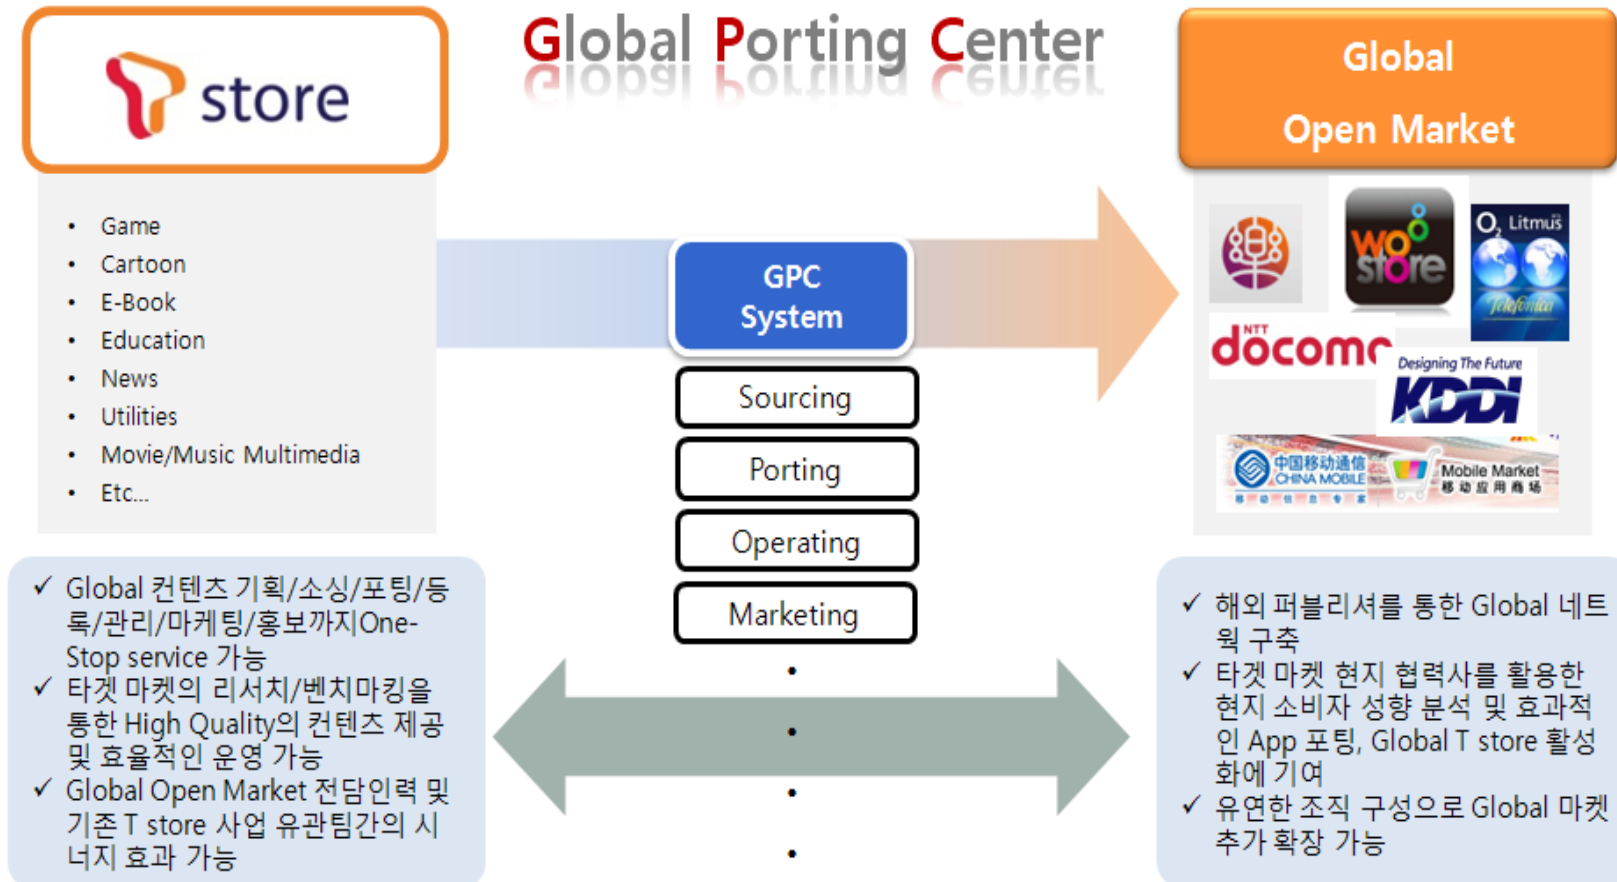 store
Global Porting Center
Global
Open Market
• Game
• Cartoon
• E-Book
• Education
• News
• Utilities
• Movie/Music Multimedia
• Etc...
GPC
System
Sourcing
Porting
Operating
Marketing
WO
store
O2 Litmus
Telefonica
NTT
docomo
Designing The Future
KDDI
中国移动通信
CHINA MOBILE
移动信息专家
Mobile Market
移动应用商场
✓ Global 컨텐츠 기획/소싱/포팅/등
록/관리/마케팅/홍보까지One-
Stop service 가능
✓ 타겟 마켓의 리서치/벤치마킹을
통한 High Quality의 컨텐츠 제공
및 효율적인 운영 가능
✓ Global Open Market 전담인력 및
기존 T store 사업 유관팀간의 시
너지 효과 가능
✓ 해외 퍼블리셔를 통한 Global 네트
웍 구축
✓ 타겟 마켓 현지 협력사를 활용한
현지 소비자 성향 분석 및 효과적
인 App 포팅, Global T store 활성
화에 기여
✓ 유연한 조직 구성으로 Global 마켓
추가 확장 가능